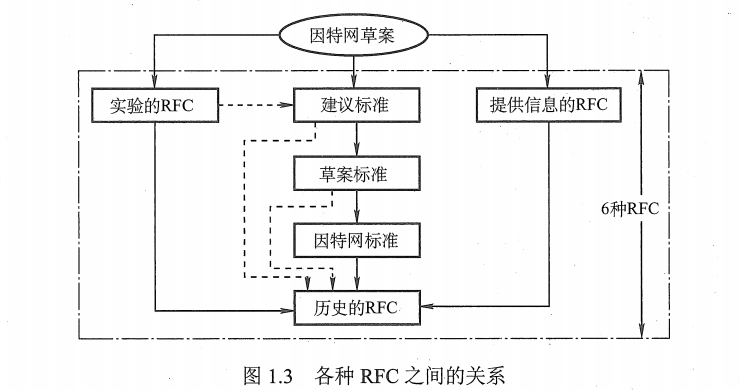 因特网草案
实验的RFC
建议标准
提供信息的RFC
草案标准
6种RFC
因特网标准
历史的RFC
图 1.3 各种 RFC 之间的关系